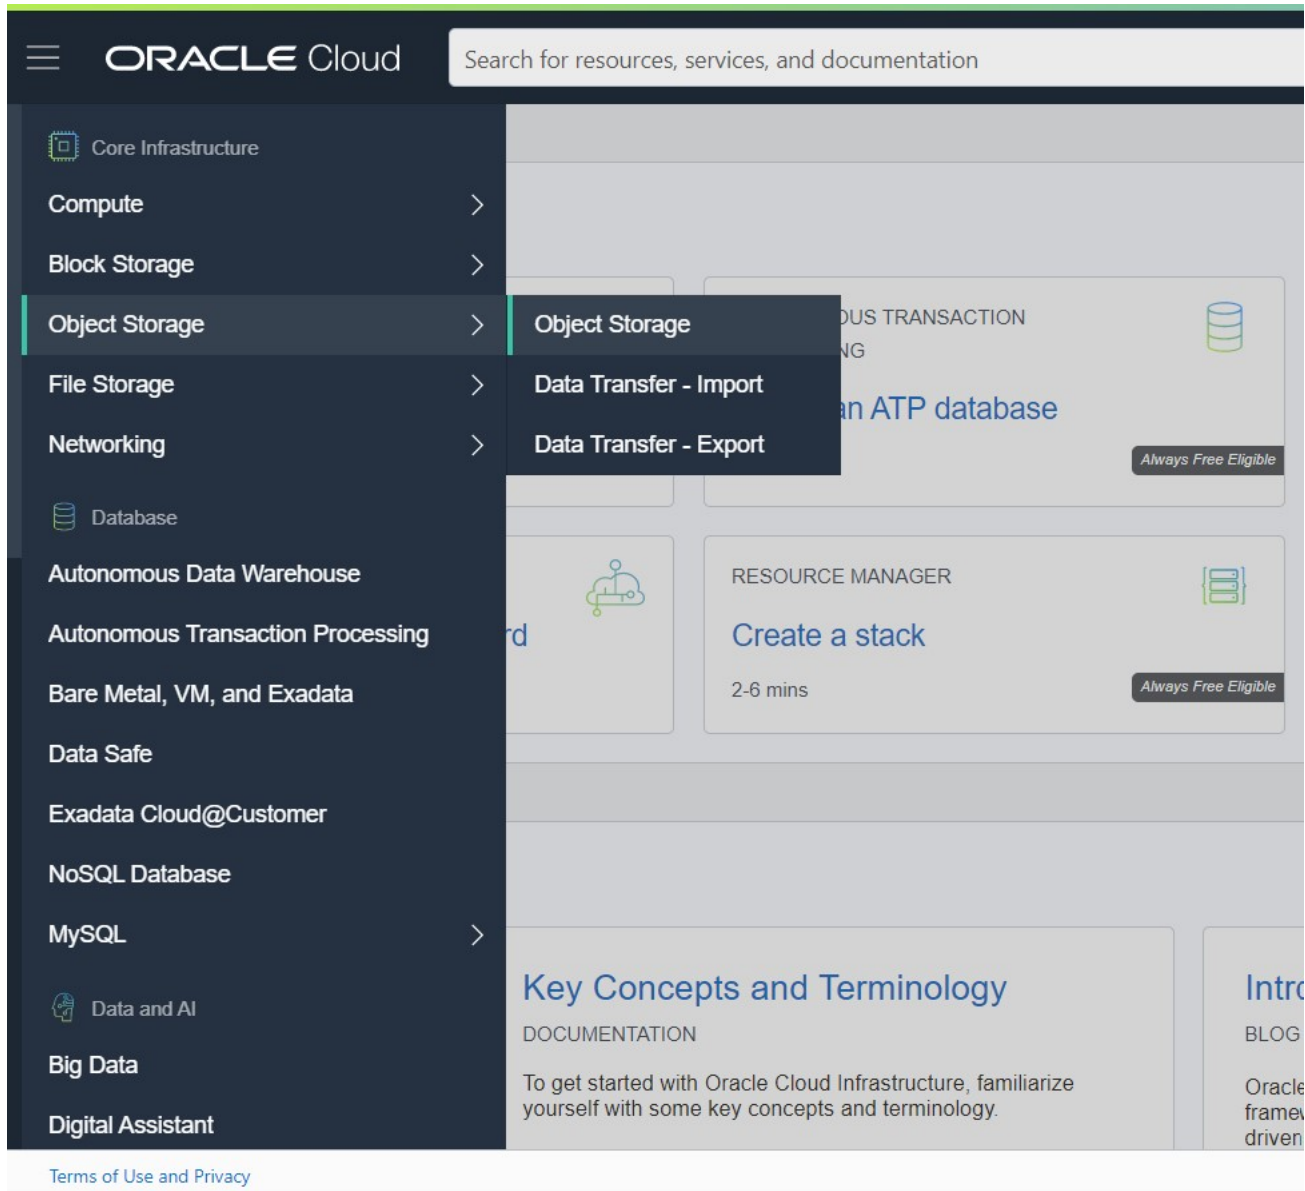 ORACLE Cloud
Search for resources, services, and documentation
Core Infrastructure
Compute
Block Storage
Object Storage
File Storage
Networking
Database
Autonomous Data Warehouse
Autonomous Transaction Processing
Bare Metal, VM, and Exadata
Data Safe
Exadata Cloud@Customer
NoSQL Database
MySQL
Data and AI
Big Data
Digital Assistant
Object Storage
Data Transfer - Import
Data Transfer - Export
TRANSACTION
an ATP database
Always Free Eligible
RESOURCE MANAGER
Create a stack
2-6 mins
Always Free Eligible
Key Concepts and Terminology
DOCUMENTATION
To get started with Oracle Cloud Infrastructure, familiarize
yourself with some key concepts and terminology.
BLOG
Oracle
driven
Terms of Use and Privacy